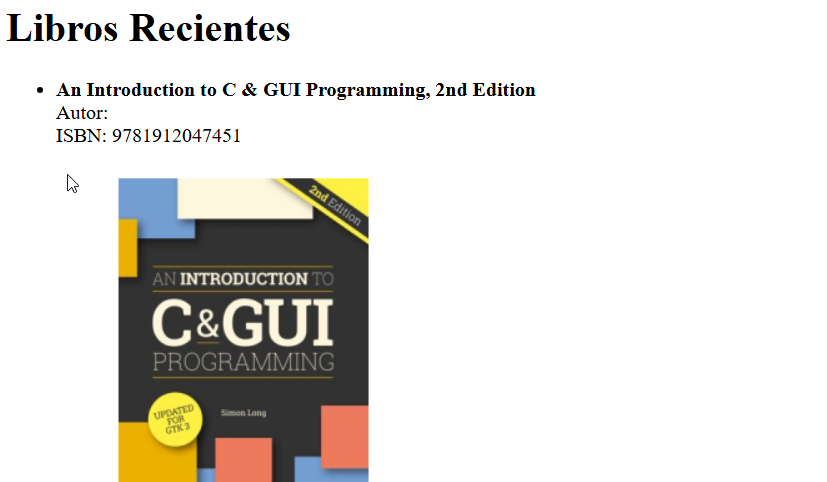 Libros Recientes
An Introduction to C & GUI Programming, 2nd Edition
Autor:
ISBN: 9781912047451
2nd Edition
AN INTRODUCTION TO
C&GUI
PROGRAMMING
UPDATED
FOR
GTK 3
Simon Long